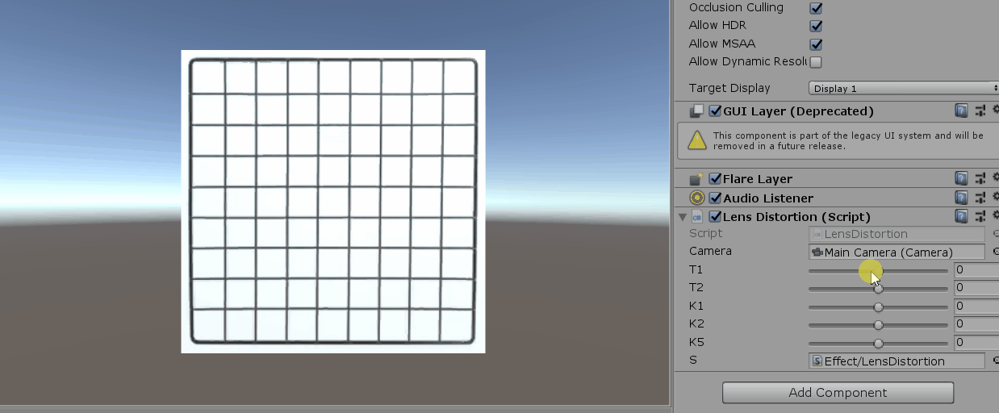 Occlusion Culling
Allow HDR
Allow MSAA
Allow Dynamic Resolu
Target Display
Display 1
GUI Layer (Deprecated)
This component is part of the legacy UI system and will be
removed in a future release.
Flare Layer
Audio Listener
Lens Distortion (Script)
Script
LensDistortion
Camera
Main Camera (Camera)
T1
0
T2
0
K1
0
K2
0
K5
0
S
Effect/LensDistortion
Add Component